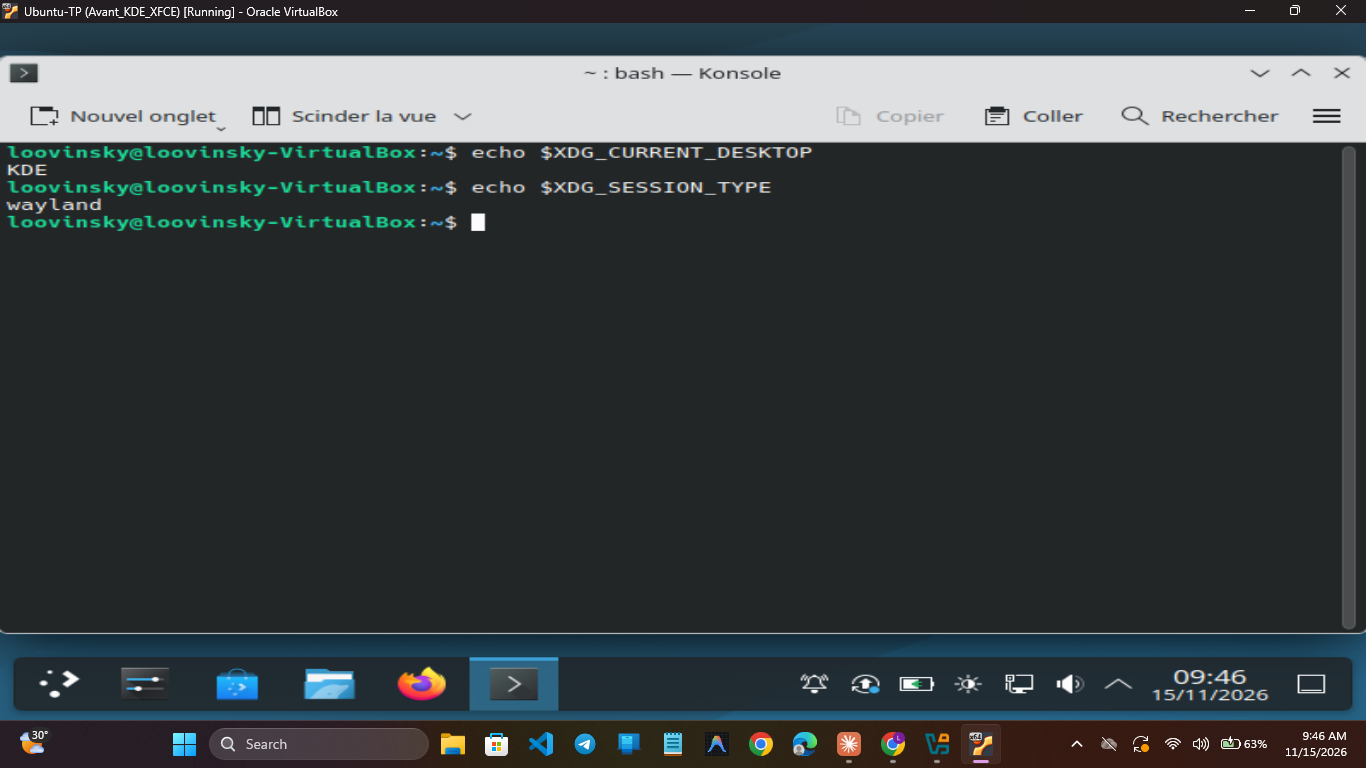 Ubuntu-TP (Avant_KDE_XFCE) [Running] - Oracle VirtualBox
~ : bash — Konsole
Nouvel onglet
Scinder la vue
Copier
Coller
Rechercher
loovinsky@loovinsky-VirtualBox:~$ echo $XDG_CURRENT_DESKTOP
KDE
loovinsky@loovinsky-VirtualBox:~$ echo $XDG_SESSION_TYPE
wayland
loovinsky@loovinsky-VirtualBox:~$
09:46
15/11/2026
30°
Search
63%
9:46 AM
11/15/2026